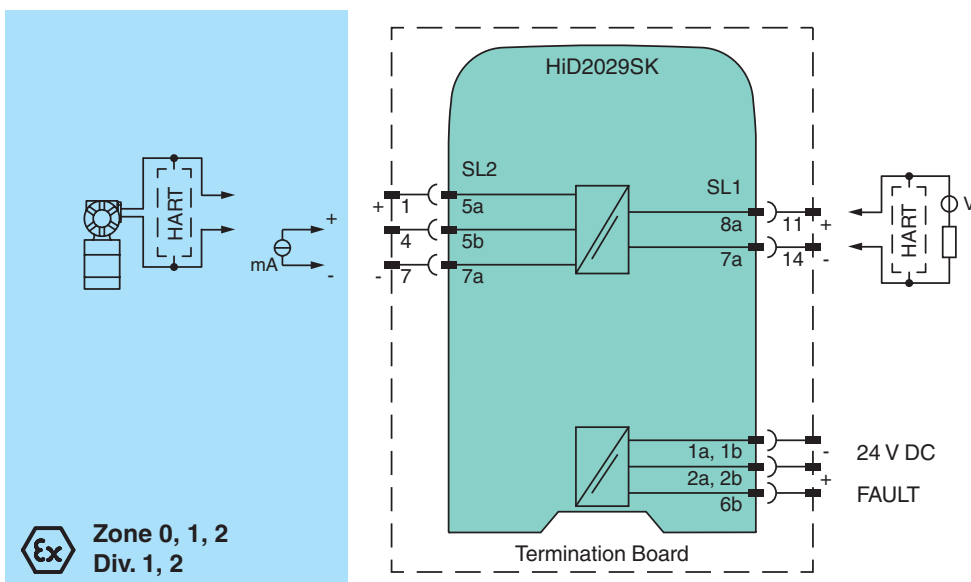 HiD2029SK
SL2
SL1
HART
+
mA
-
+
1
5a
4
5b
-
7
7a
8a
11
+
7a
14
-
HART
V
1a, 1b
-
24 V DC
2a, 2b
+
6b
FAULT
Termination Board
Ex
Zone 0, 1, 2
Div. 1, 2